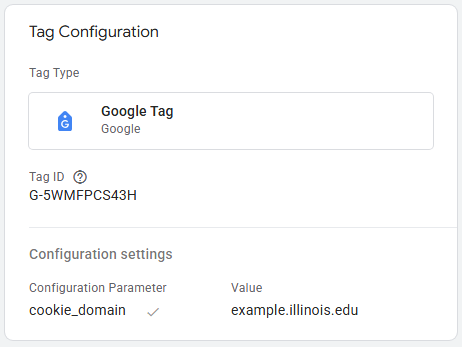 Tag Configuration
Tag Type
Google Tag
Google
Tag ID
G-5WMFPCS43H
Configuration settings
Configuration Parameter Value
cookie_domain example.illinois.edu